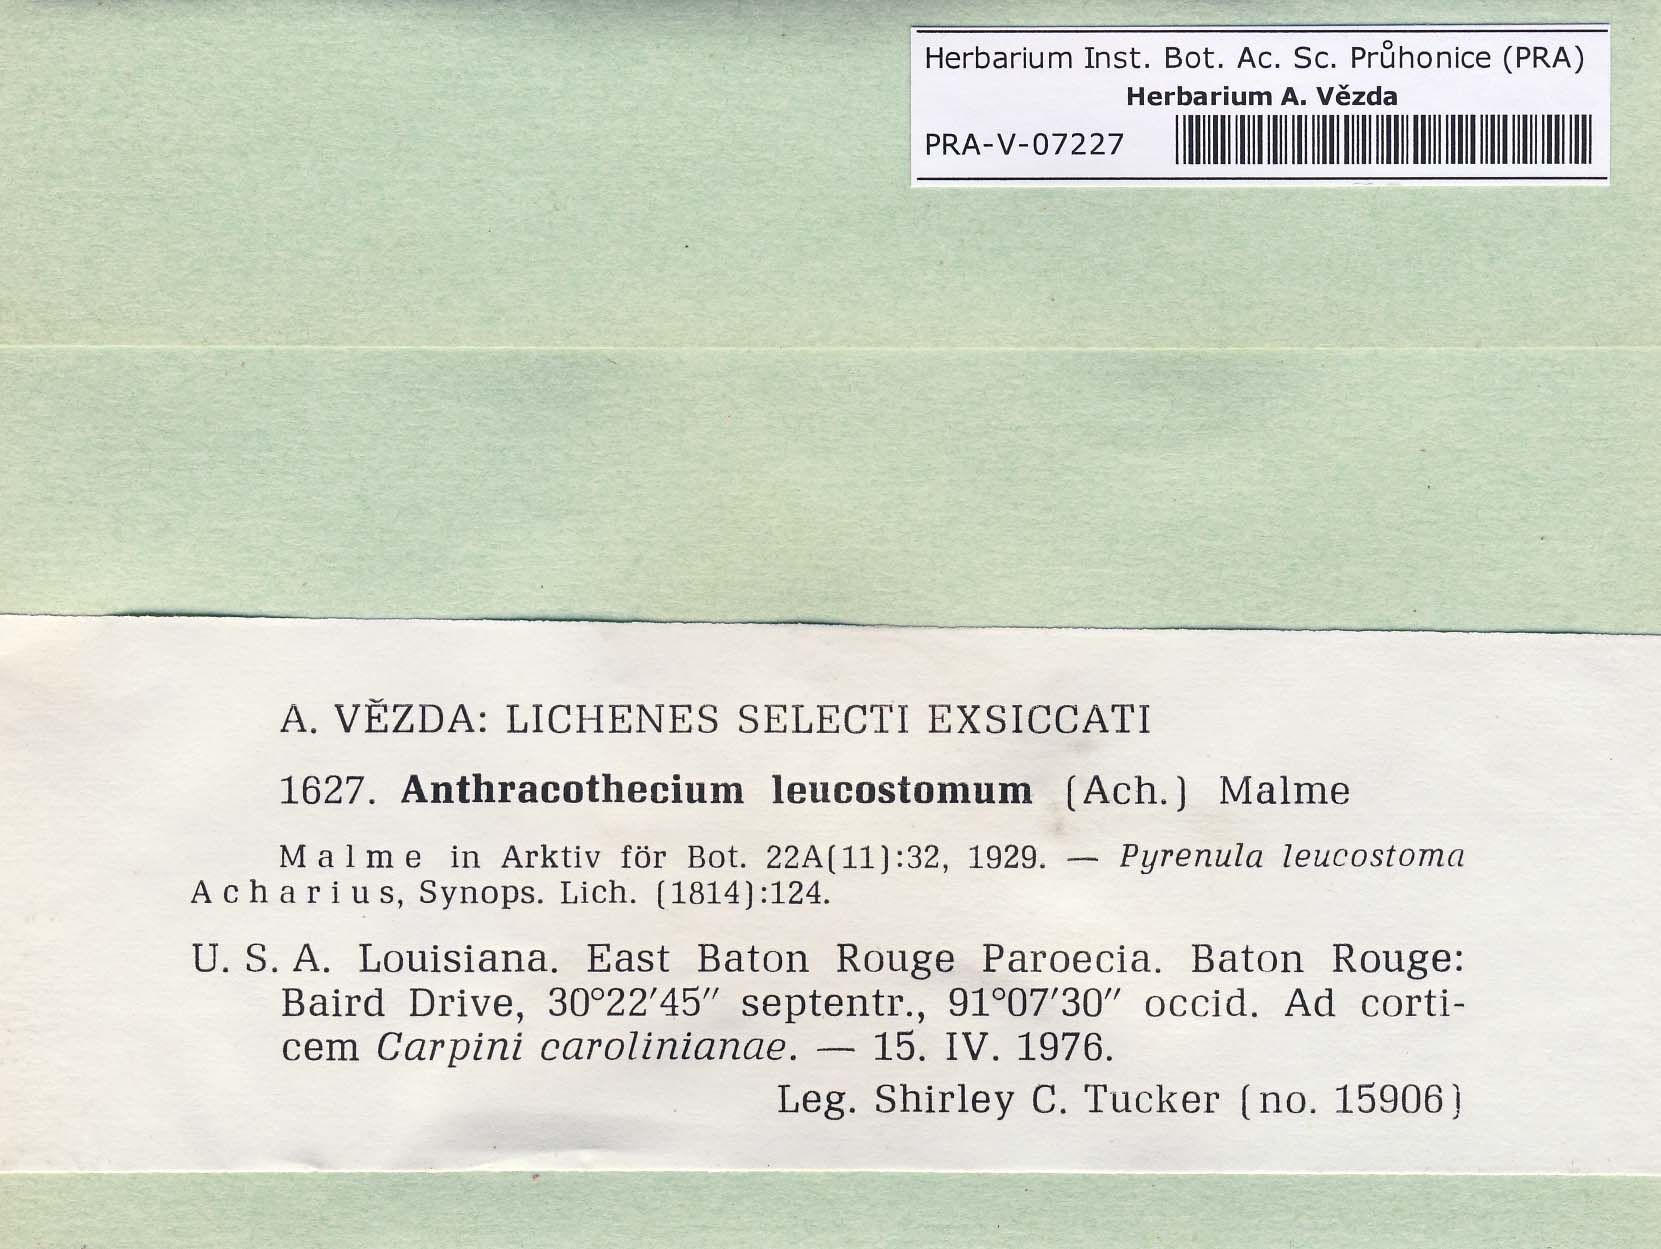 Herbarium Inst. Bot. Ac. Sc. Průhonice (PRA)
Herbarium A. Vězda
PRA-V-07227
A. VĚZDA: LICHENES SELECTI EXSICCATI
1627. Anthracothecium leucostomum (Ach.) Malme
Malme in Arktiv för Bot. 22A(11):32, 1929. — Pyrenula leucostoma
Acharius, Synops. Lich. (1814):124.
U. S. A. Louisiana. East Baton Rouge Paroecia. Baton Rouge:
Baird Drive, 30°22′45″ septentr., 91°07′30″ occid. Ad corti-
cem Carpini carolinianae. — 15. IV. 1976.
Leg. Shirley C. Tucker (no. 15906)